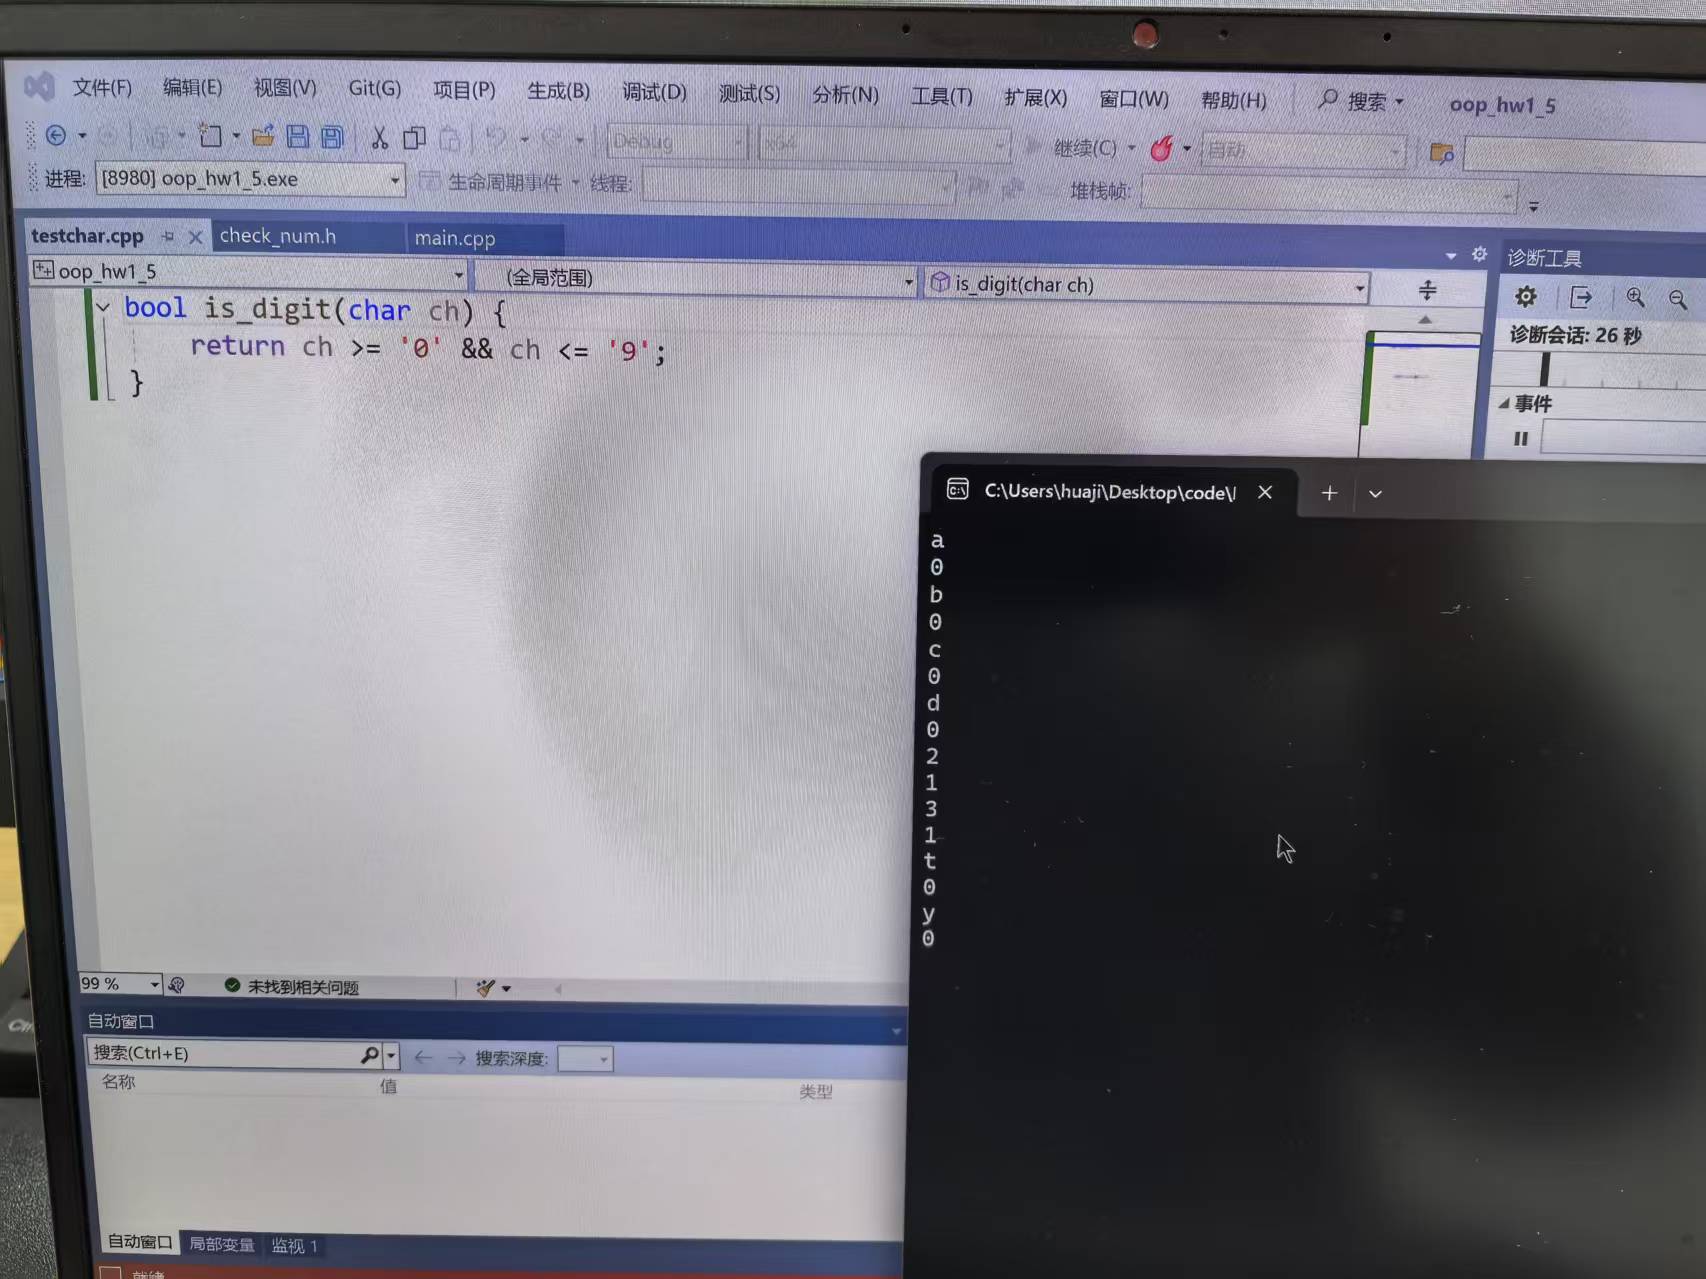 文件(F) 编辑(E) 视图(V) Git(G) 项目(P) 生成(B) 调试(D) 测试(S) 分析(N) 工具(T) 扩展(X) 窗口(W) 帮助(H) 搜索 oop_hw1_5
Debug x64 继续(C) 自动
进程: [8980] oop_hw1_5.exe 生命周期事件 线程: 堆栈帧:
testchar.cpp check_num.h main.cpp
oop_hw1_5 (全局范围) is_digit(char ch)
bool is_digit(char ch) {
return ch >= '0' && ch <= '9';
}
诊断工具
诊断会话: 26 秒
事件
C:\Users\huaji\Desktop\code\
a
0
b
0
c
0
d
0
2
1
3
1
t
0
y
0
99 % 未找到相关问题
自动窗口
搜索(Ctrl+E) 搜索深度:
名称 值 类型
自动窗口 局部变量 监视 1